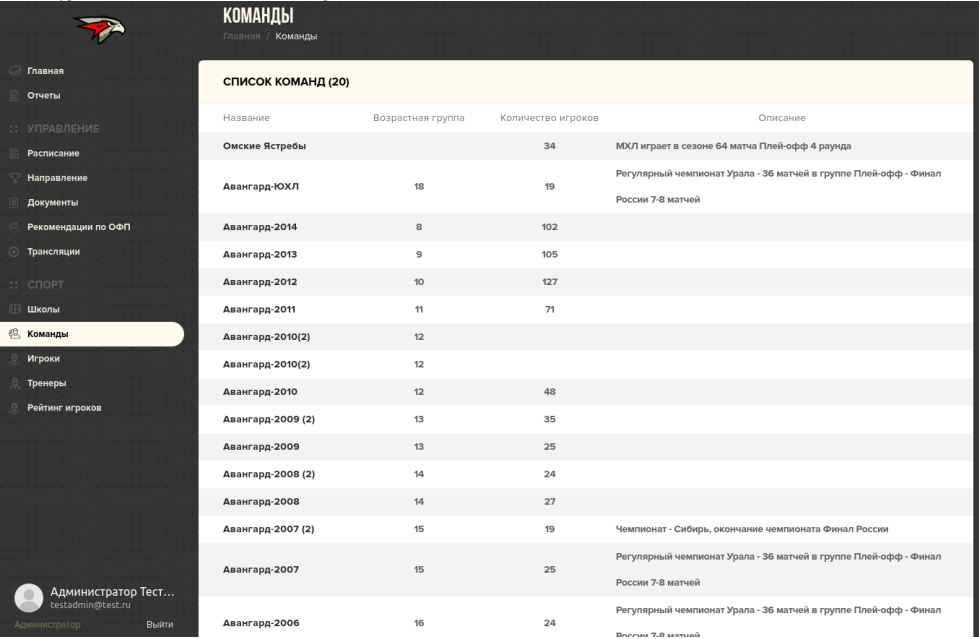 КОМАНДЫ
Главная / Команды
Главная
Отчеты
:: УПРАВЛЕНИЕ
Расписание
Направление
Документы
Рекомендации по ОФП
Трансляции
:: СПОРТ
Школы
Команды
Игроки
Тренеры
Рейтинг игроков
Администратор Тест...
testadmin@test.ru
Администратор Выйти
СПИСОК КОМАНД (20)
Название Возрастная группа Количество игроков Описание
Омские Ястребы 34 МХЛ играет в сезоне 64 матча Плей-офф 4 раунда
Авангард-ЮХЛ 18 19 Регулярный чемпионат Урала - 36 матчей в группе Плей-офф - Финал
России 7-8 матчей
Авангард-2014 8 102
Авангард-2013 9 105
Авангард-2012 10 127
Авангард-2011 11 71
Авангард-2010(2) 12
Авангард-2010(2) 12
Авангард-2010 12 48
Авангард-2009 (2) 13 35
Авангард-2009 13 25
Авангард-2008 (2) 14 24
Авангард-2008 14 27
Авангард-2007 (2) 15 19 Чемпионат - Сибирь, окончание чемпионата Финал России
Авангард-2007 15 25 Регулярный чемпионат Урала - 36 матчей в группе Плей-офф - Финал
России 7-8 матчей
Авангард-2006 16 24 Регулярный чемпионат Урала - 36 матчей в группе Плей-офф - Финал
России 7-8 матчей